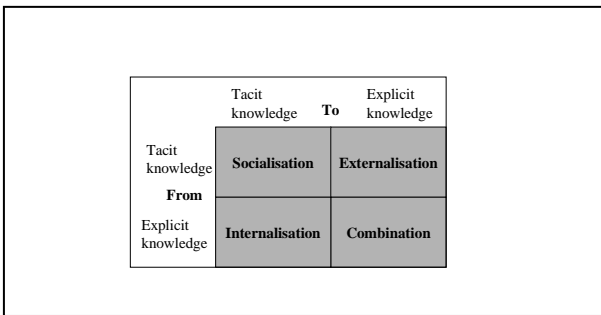 Tacit knowledge To Explicit knowledge
Tacit
knowledge
Socialisation Externalisation
From
Explicit
knowledge
Internalisation Combination